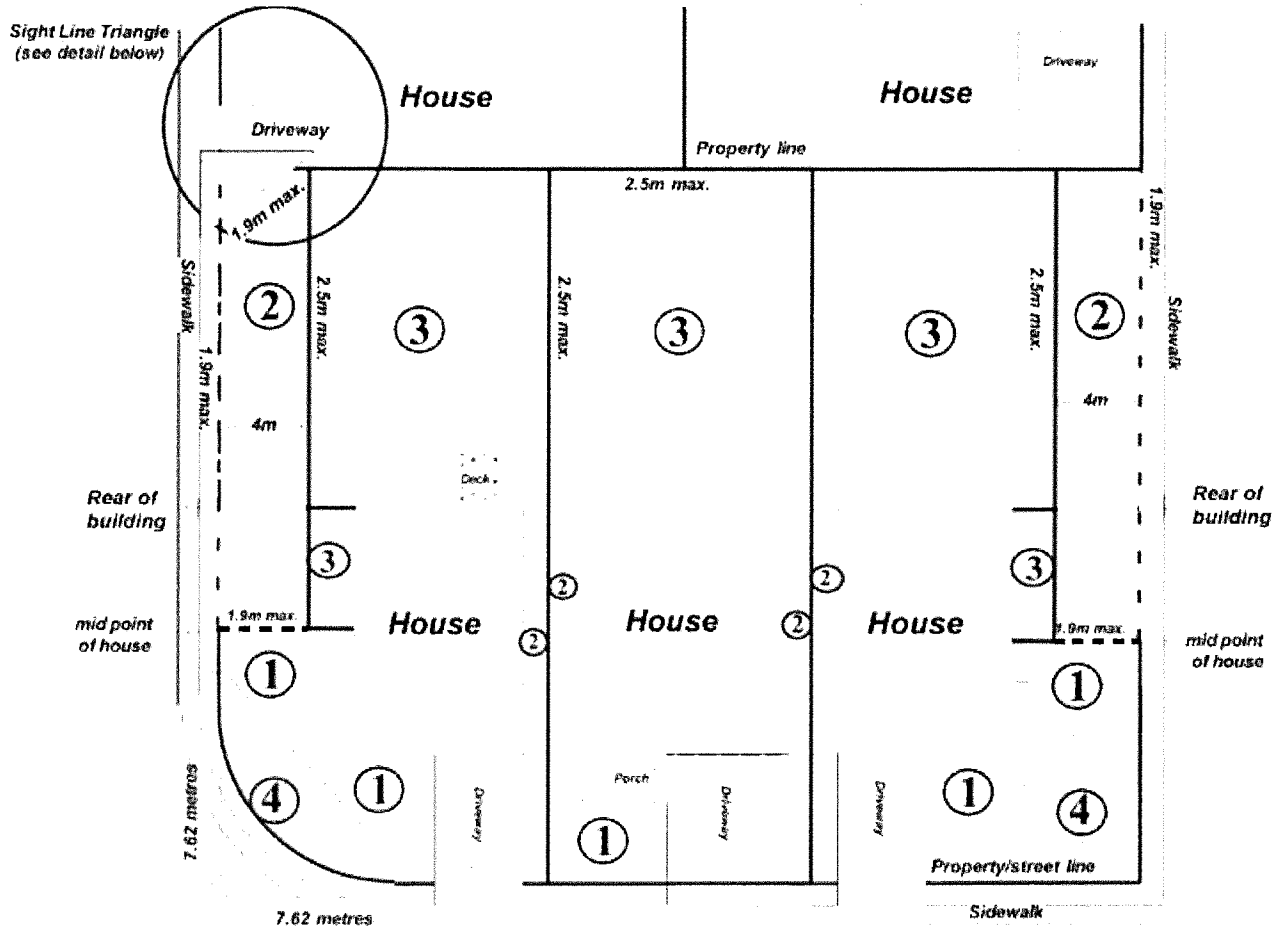 Sight Line Triangle
(see detail below)
House
House
Driveway
Driveway
Property line
2.5m max.
1.9m max.
1.9m max.
Sidewalk
2
2.5m max.
3
2.5m max.
3
3
2.5m max.
2
Sidewalk
1.9m max.
4m
4m
Deck
Rear of
building
Rear of
building
3
3
2
2
2
2
1.9m max.
House
House
House
1.9m max.
mid point
of house
mid point
of house
1
1
7.62 metres
4
1
Driveway
Porch
1
Driveway
Driveway
1
4
Property/street line
7.62 metres
Sidewalk